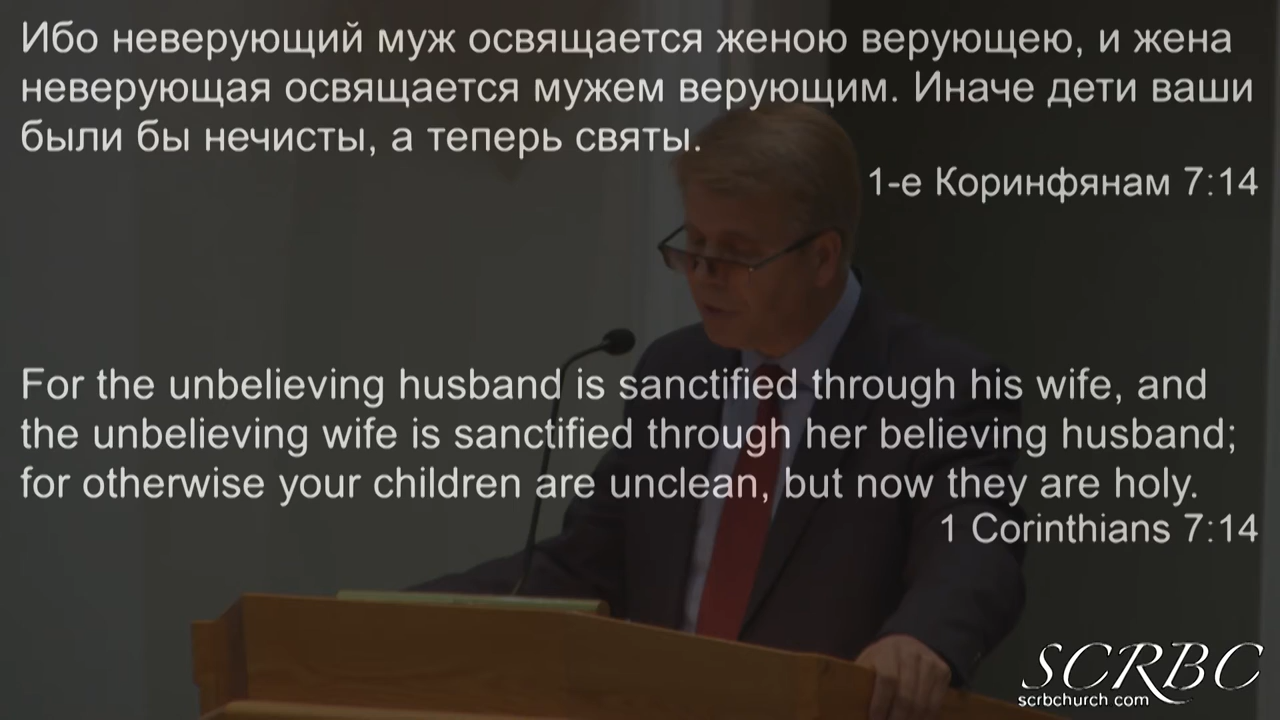 Ибо неверующий муж освящается женою верующею, и жена
неверующая освящается мужем верующим. Иначе дети ваши
были бы нечисты, а теперь святы.
1-е Коринфянам 7:14
For the unbelieving husband is sanctified through his wife, and
the unbelieving wife is sanctified through her believing husband;
for otherwise your children are unclean, but now they are holy.
1 Corinthians 7:14
SCRBC
scrbchurch com